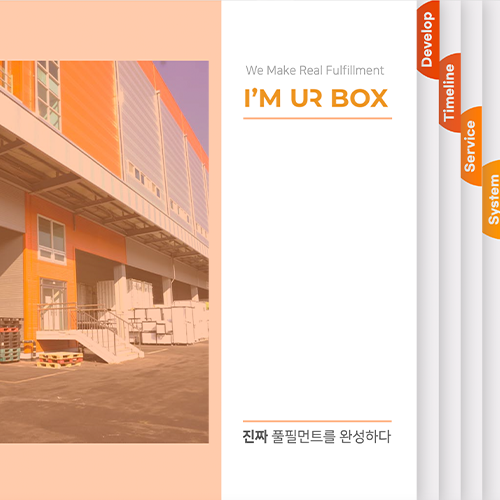 We Make Real Fulfillment
I'M UR BOX
진짜 풀필먼트를 완성하다
Develop
Timeline
Service
System